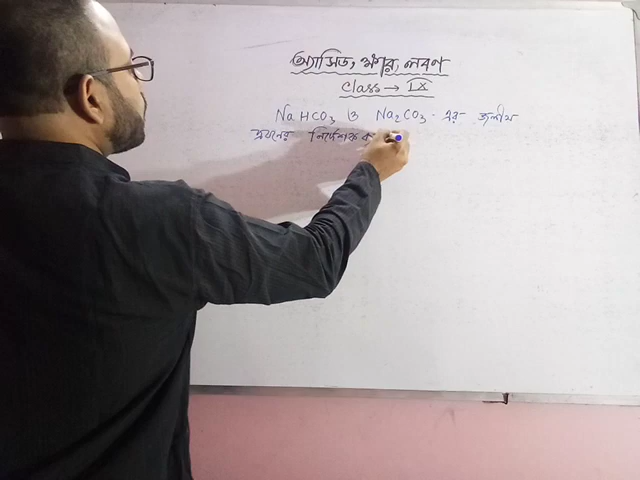 অ্যাসিড, ক্ষার, লবণ
Class → IX
NaHCO3 ও Na2CO3-এর জলীয়
দ্রবণের নির্দেশক